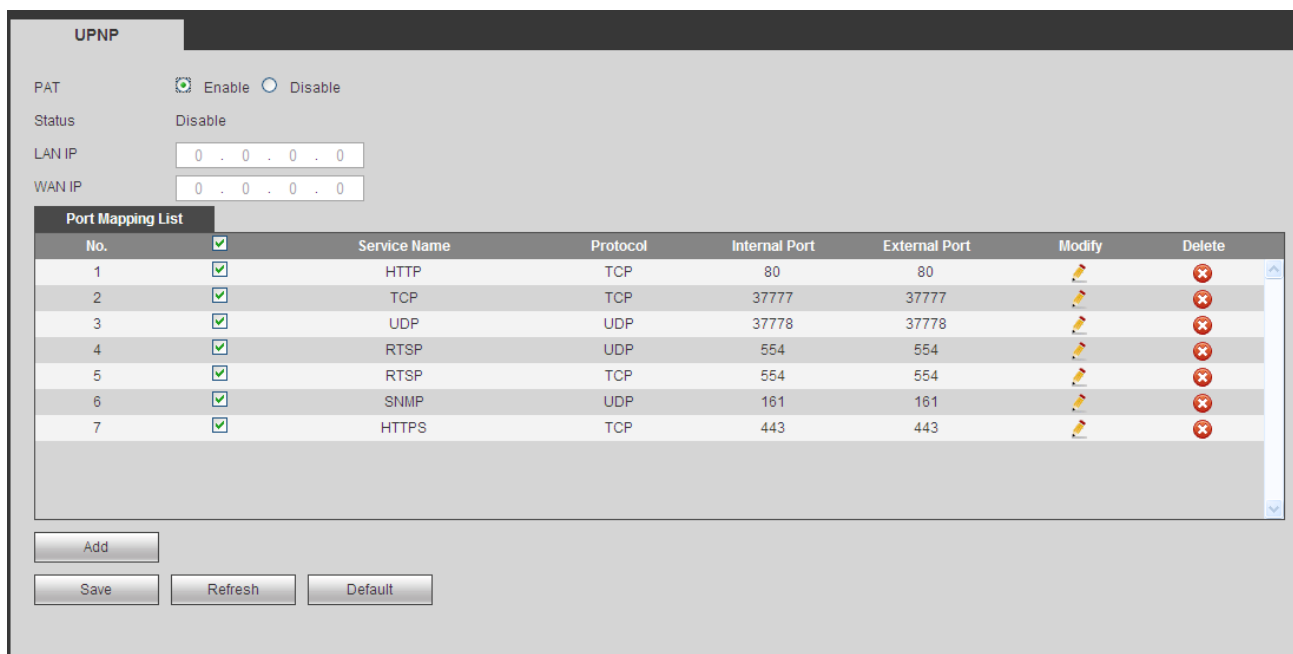 UPNP
PAT Enable Disable
Status Disable
LAN IP 0 . 0 . 0 . 0
WAN IP 0 . 0 . 0 . 0
Port Mapping List
No. Service Name Protocol Internal Port External Port Modify Delete
1 HTTP TCP 80 80
2 TCP TCP 37777 37777
3 UDP UDP 37778 37778
4 RTSP UDP 554 554
5 RTSP TCP 554 554
6 SNMP UDP 161 161
7 HTTPS TCP 443 443
Add
Save Refresh Default